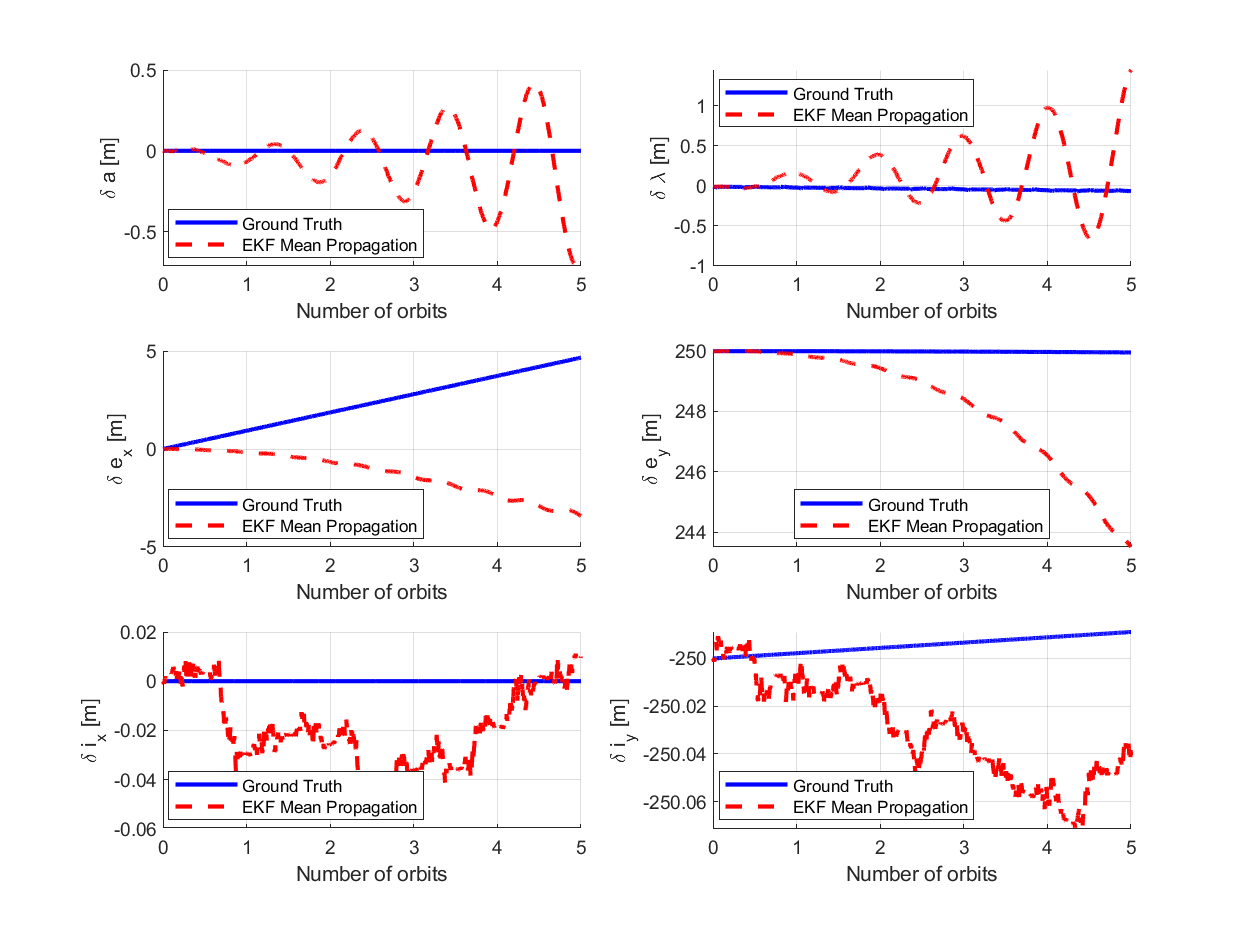 δ a [m]
0.5
0
-0.5
Ground Truth
EKF Mean Propagation
0 1 2 3 4 5
Number of orbits
δ λ [m]
1
0.5
0
-0.5
-1
Ground Truth
EKF Mean Propagation
0 1 2 3 4 5
Number of orbits
δ e_x [m]
5
0
-5
Ground Truth
EKF Mean Propagation
0 1 2 3 4 5
Number of orbits
δ e_y [m]
250
248
246
244
Ground Truth
EKF Mean Propagation
0 1 2 3 4 5
Number of orbits
δ i_x [m]
0.02
0
-0.02
-0.04
-0.06
Ground Truth
EKF Mean Propagation
0 1 2 3 4 5
Number of orbits
δ i_y [m]
-250
-250.02
-250.04
-250.06
Ground Truth
EKF Mean Propagation
0 1 2 3 4 5
Number of orbits